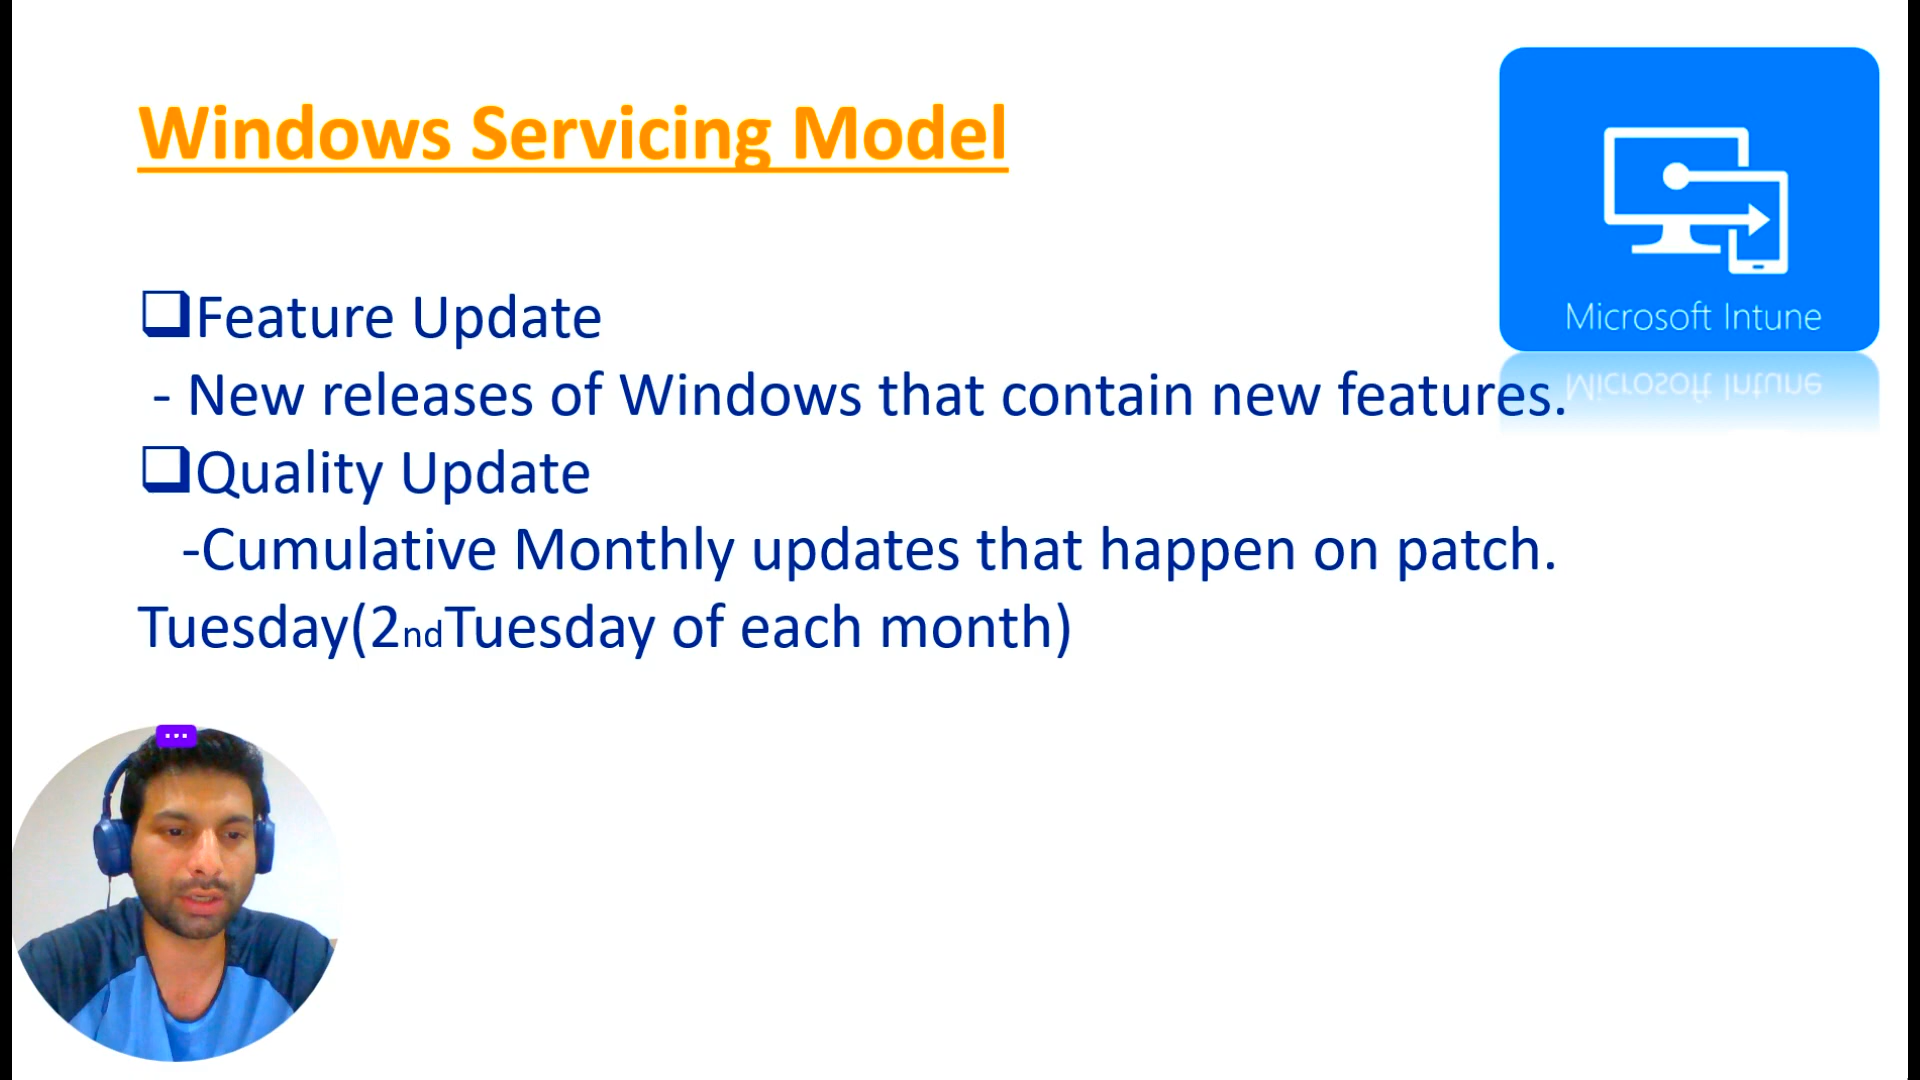 Windows Servicing Model
Microsoft Intune
❑Feature Update
- New releases of Windows that contain new features.
❑Quality Update
-Cumulative Monthly updates that happen on patch.
Tuesday(2ndTuesday of each month)